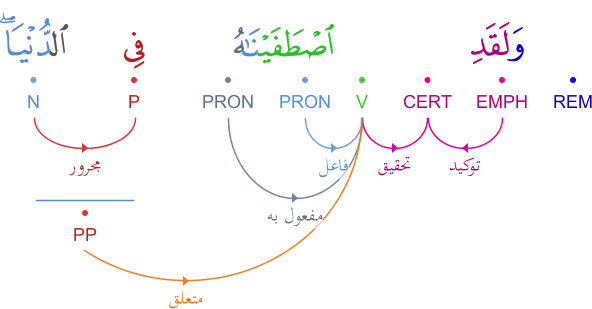 وَلَقَدِ ٱصْطَفَيْنَٰهُ فِى ٱلدُّنْيَا ۖ
REM EMPH CERT V PRON PRON P N
توكيد تحقيق فاعل مجرور
مفعول به
PP
متعلق